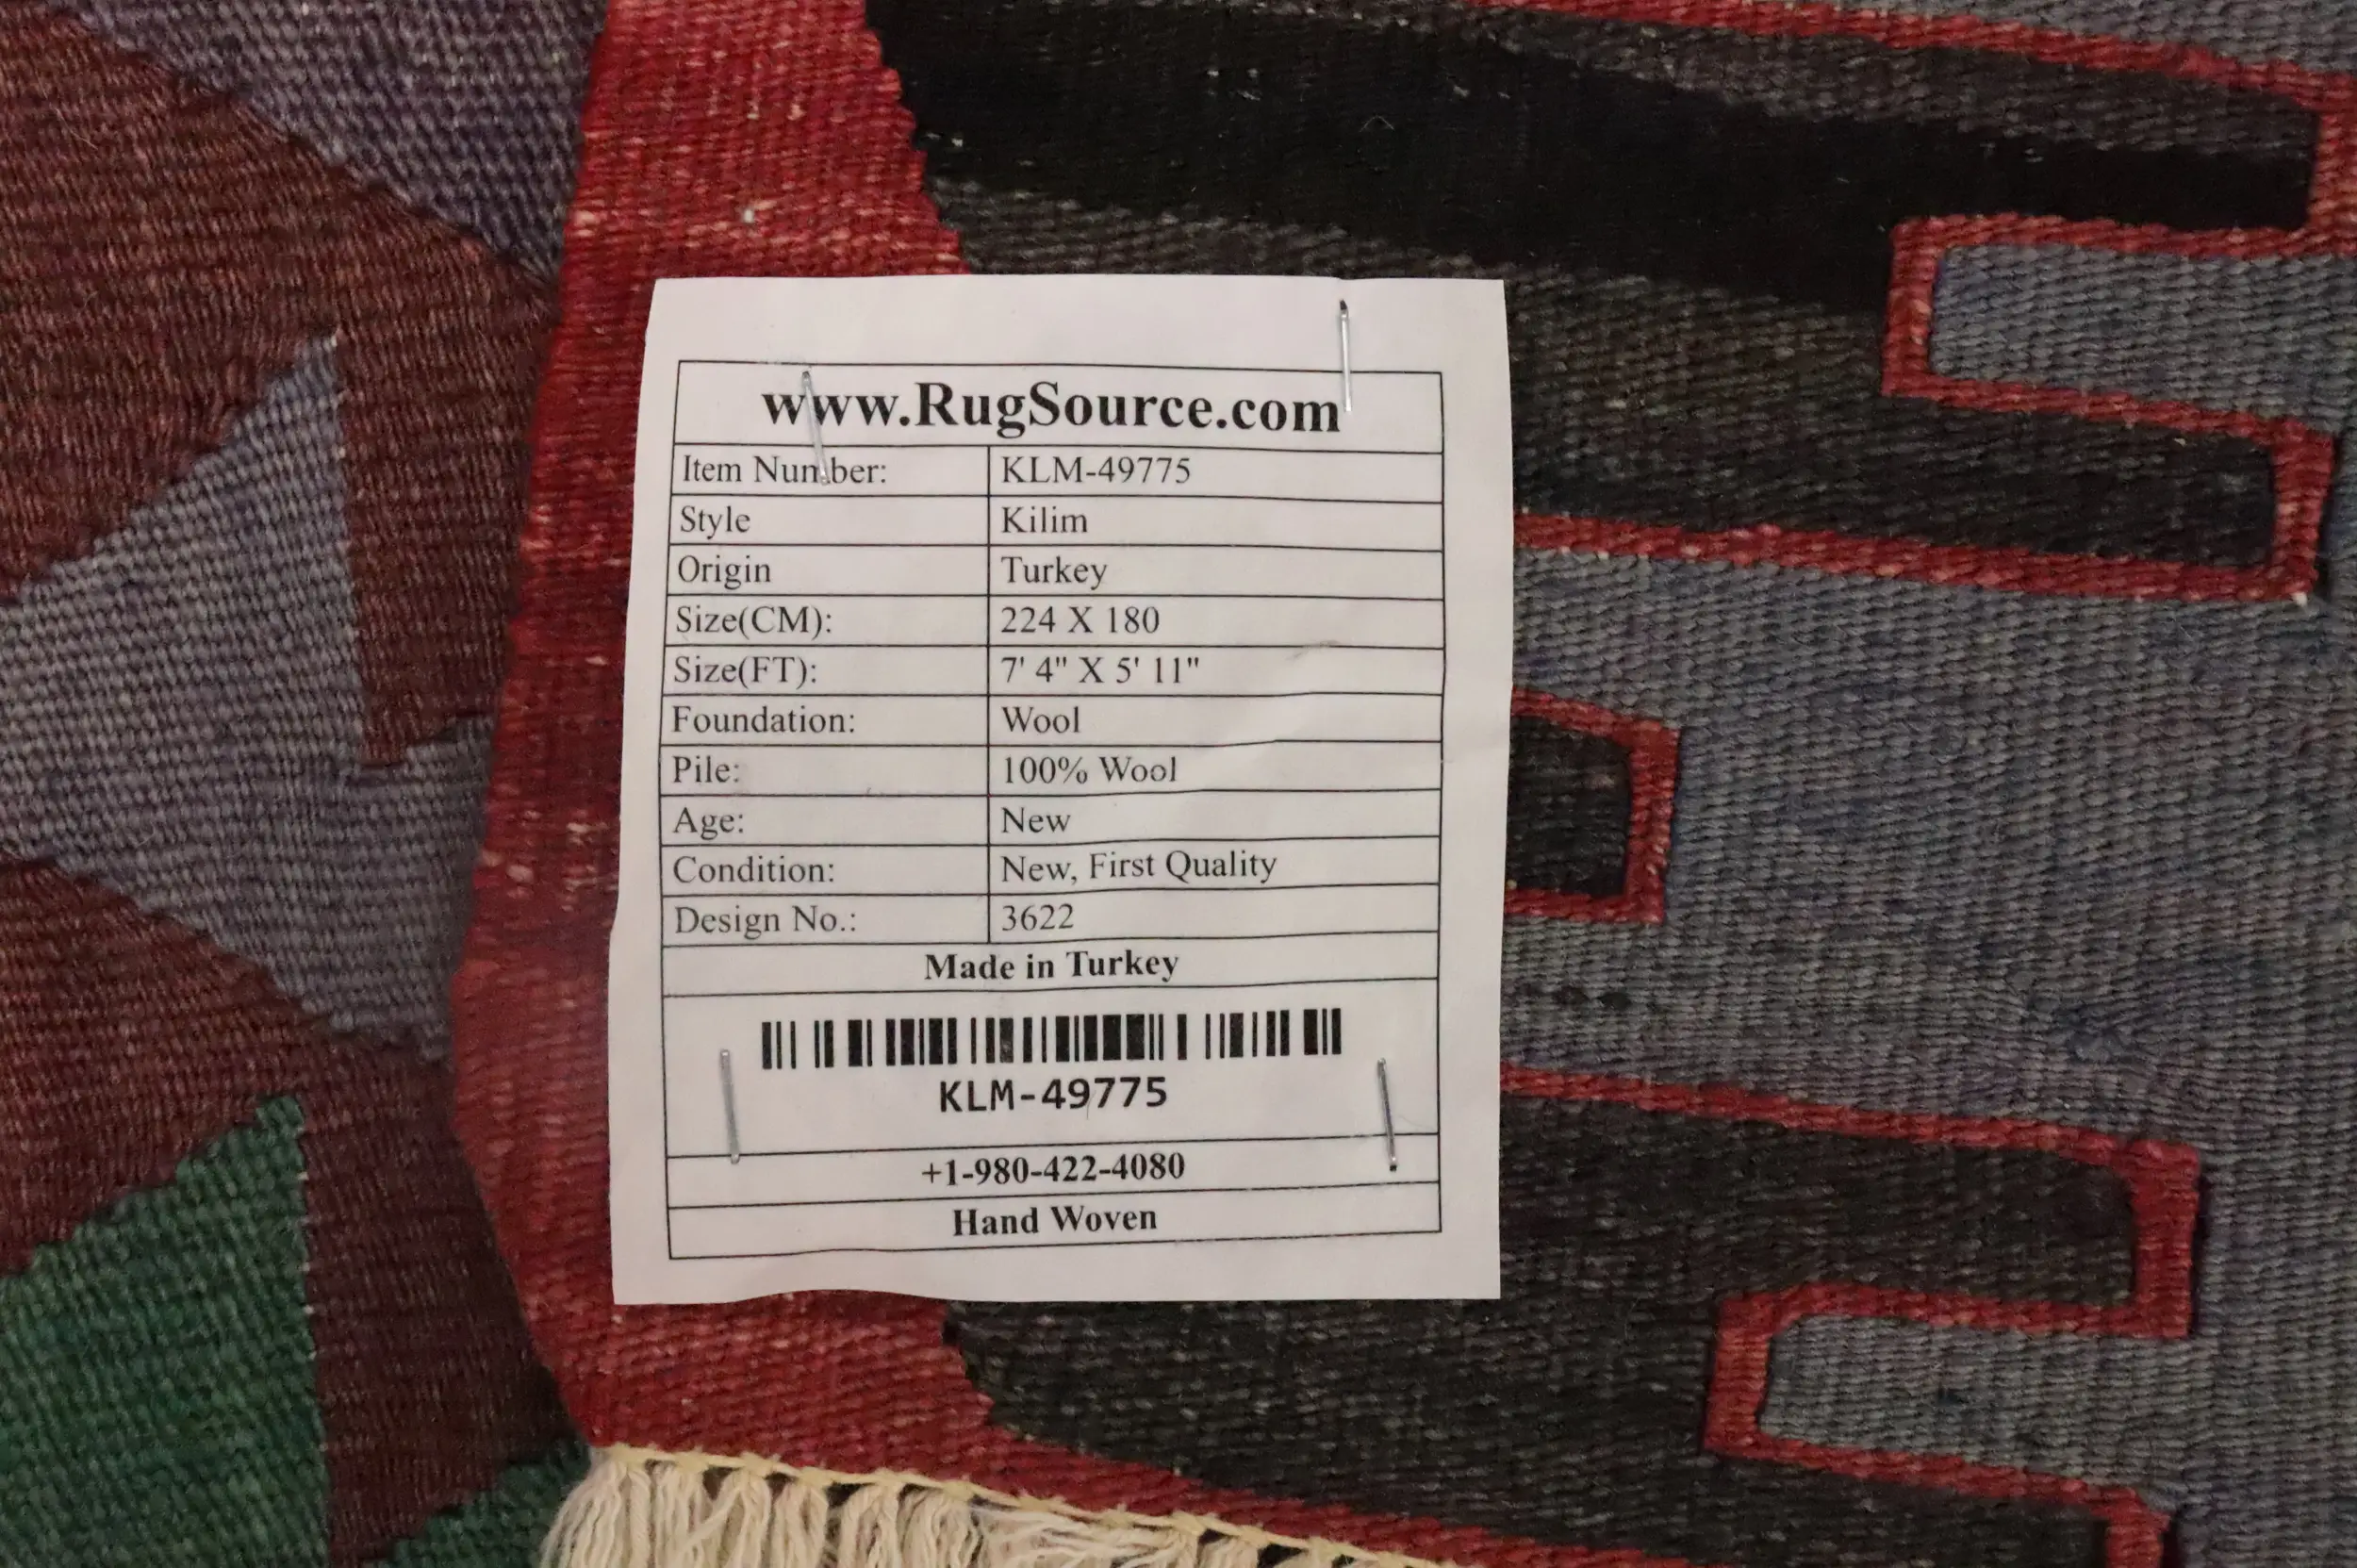 www.RugSource.com
Item Number: KLM-49775
Style Kilim
Origin Turkey
Size(CM): 224 X 180
Size(FT): 7' 4" X 5' 11"
Foundation: Wool
Pile: 100% Wool
Age: New
Condition: New, First Quality
Design No.: 3622
Made in Turkey
KLM-49775
+1-980-422-4080
Hand Woven